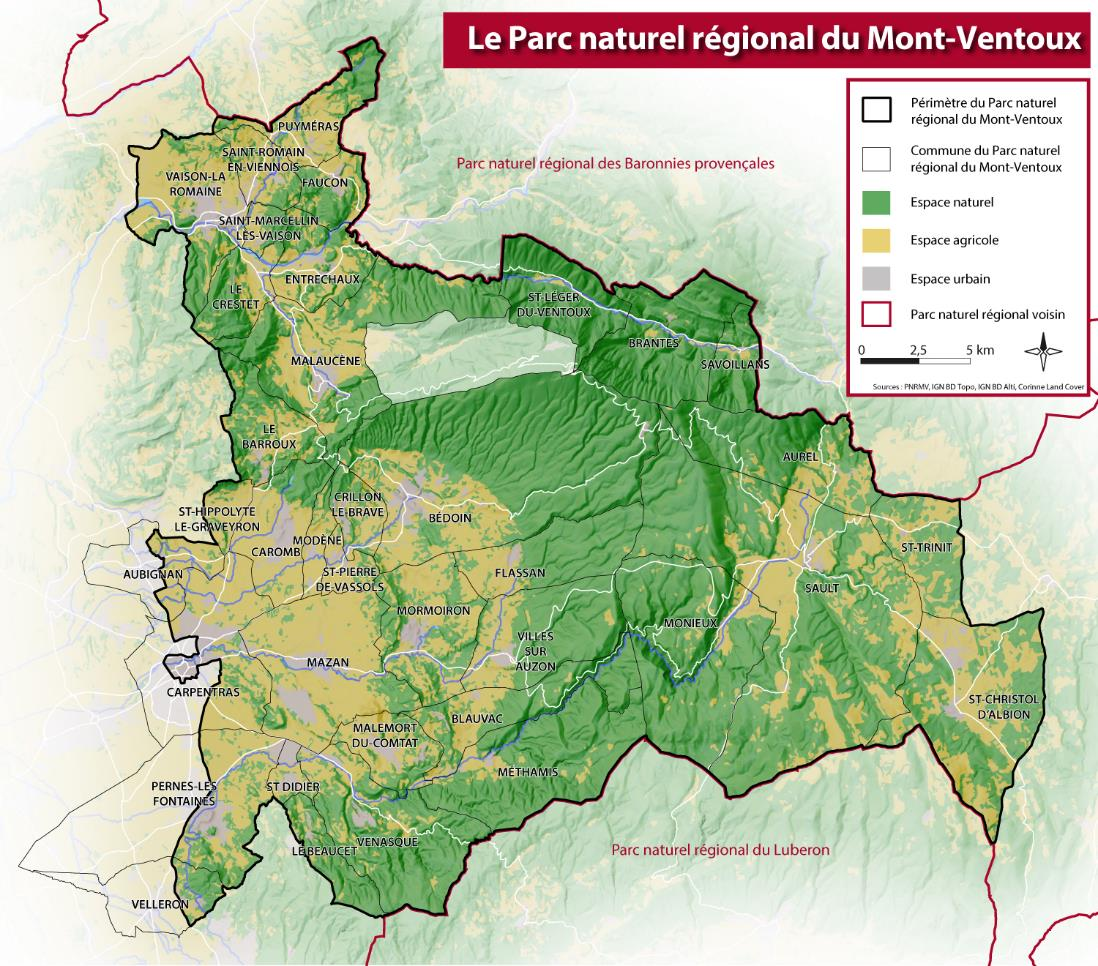 Le Parc naturel régional du Mont-Ventoux
Périmètre du Parc naturel
régional du Mont-Ventoux
Commune du Parc naturel
régional du Mont-Ventoux
Espace naturel
Espace agricole
Espace urbain
Parc naturel régional voisin
0 2,5 5 km
Sources : PNRMV, IGN BD Topo, IGN BD Alti, Corinne Land Cover
Parc naturel régional des Baronnies provençales
PUYMÉRAS
SAINT-ROMAIN
EN-VIENNOIS
VAISON-LA
ROMAINE
FAUCON
SAINT-MARCELLIN
LÈS-VAISON
ENTRECHAUX
LE
CRESTET
ST-LÉGER
DU-VENTOUX
BRANTES
SAVOILLANS
MALAUCÈNE
LE
BARROUX
AUREL
CRILLON
LE-BRAVE
ST-HIPPOLYTE
LE-GRAVEYRON
BÉDOIN
MODÈNE
CAROMB
ST-TRINIT
AUBIGNAN
ST-PIERRE
DE-VASSOLS
FLASSAN
SAULT
MORMOIRON
MONIEUX
VILLES
SUR
AUZON
MAZAN
CARPENTRAS
ST-CHRISTOL
D'ALBION
BLAUVAC
MALEMORT
DU-COMTAT
MÉTHAMIS
PERNES-LES
FONTAINES
ST DIDIER
VENASQUE
LE BEAUCET
Parc naturel régional du Luberon
VELLERON